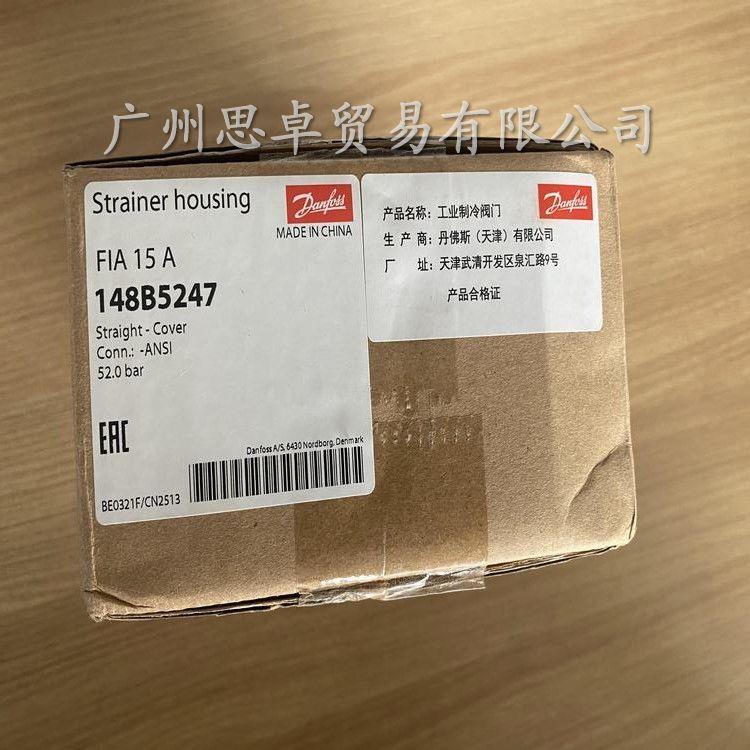 广州思卓贸易有限公司
Strainer housing
Danfoss
MADE IN CHINA
FIA 15 A
148B5247
Straight - Cover
Conn.: -ANSI
52.0 bar
EAC
Danfoss A/S, 6430 Nordborg, Denmark
BE0321F/CN2513
产品名称: 工业制冷阀门
Danfoss
生 产 商: 丹佛斯（天津）有限公司
厂 址: 天津武清开发区泉汇路9号
产品合格证